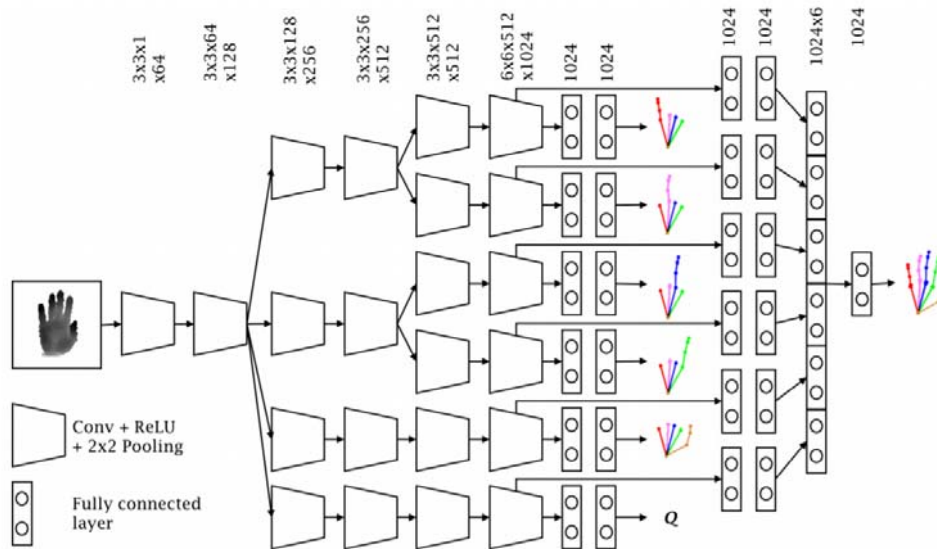 3x3x1
x64
3x3x64
x128
3x3x128
x256
3x3x256
x512
3x3x512
x512
6x6x512
x1024
1024
1024
1024
1024
1024x6
1024
Conv + ReLU
+ 2x2 Pooling
Fully connected
layer
Q